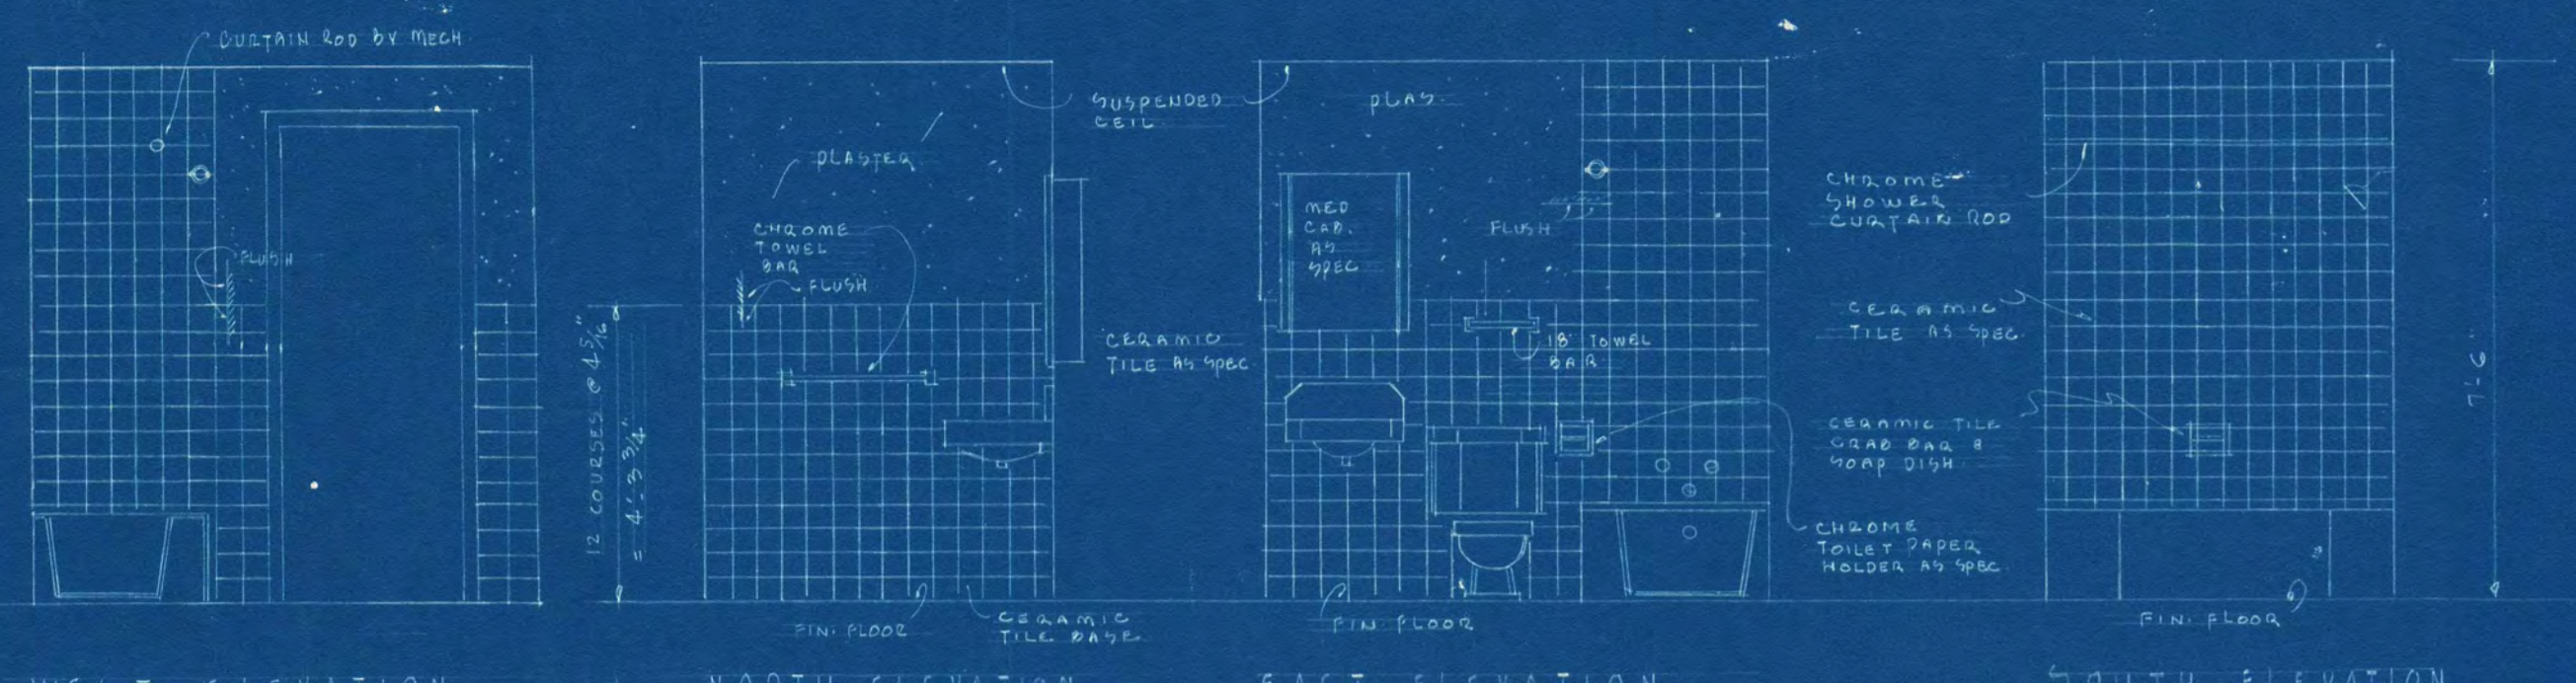 CURTAIN ROD BY MECH.
FLUSH
12 COURSES @ 4 5/16"
= 4'-3 3/4"
PLASTER
CHROME
TOWEL
BAR
FLUSH
FIN. FLOOR
CERAMIC
TILE BASE
SUSPENDED
CEIL.
CERAMIC
TILE AS SPEC.
PLAS.
MED
CAB.
AS
SPEC
FLUSH
18" TOWEL
BAR
FIN. FLOOR
CHROME
SHOWER
CURTAIN ROD
CERAMIC
TILE AS SPEC.
CERAMIC TILE
GRAB BAR &
SOAP DISH
CHROME
TOILET PAPER
HOLDER AS SPEC.
FIN. FLOOR
7'-6"
WEST ELEVATION
NORTH ELEVATION
EAST ELEVATION
SOUTH ELEVATION